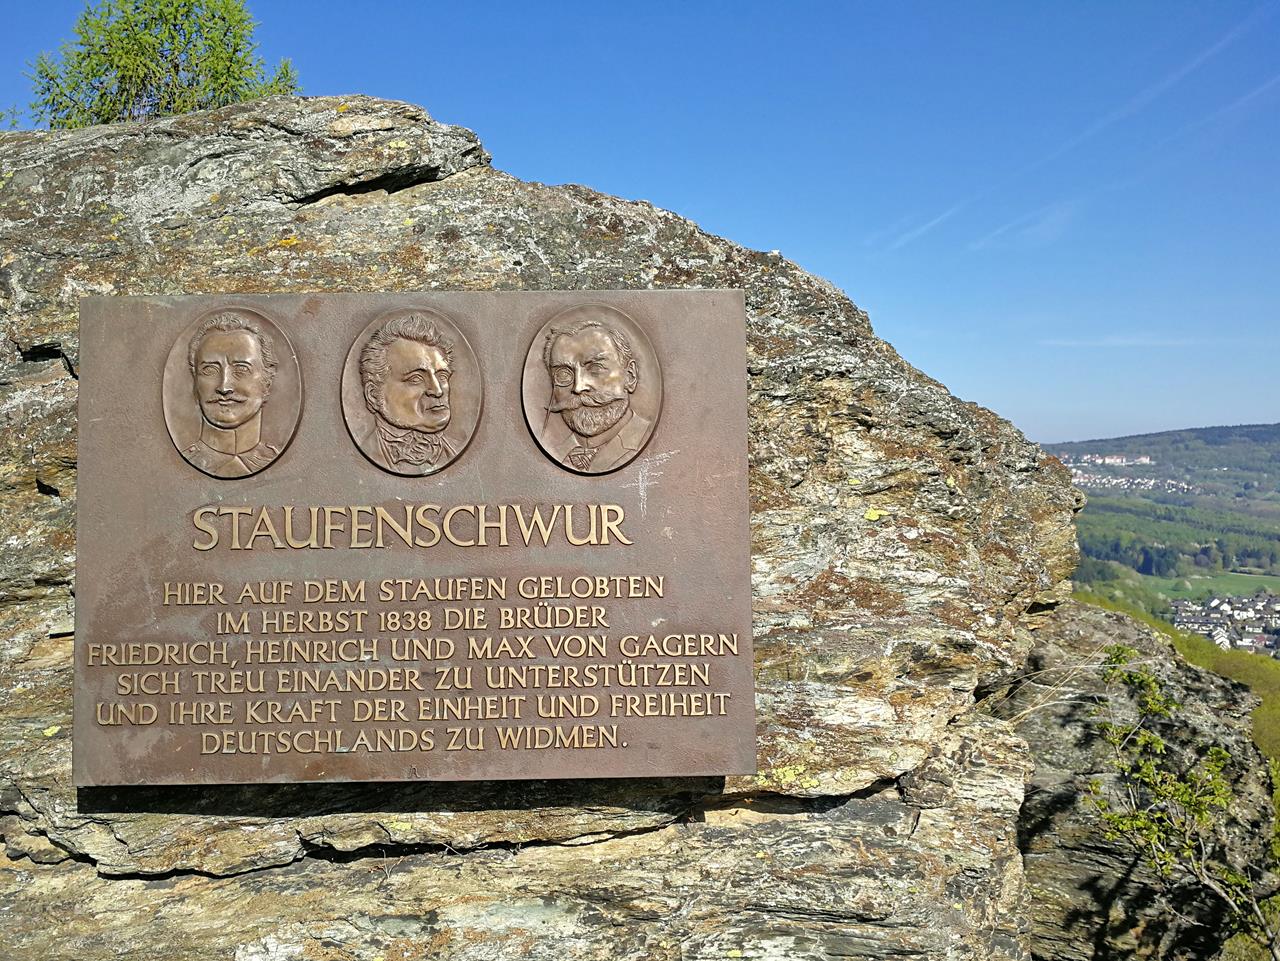 STAUFENSCHWUR
HIER AUF DEM STAUFEN GELOBTEN
IM HERBST 1838 DIE BRÜDER
FRIEDRICH, HEINRICH UND MAX VON GAGERN
SICH TREU EINANDER ZU UNTERSTÜTZEN
UND IHRE KRAFT DER EINHEIT UND FREIHEIT
DEUTSCHLANDS ZU WIDMEN.